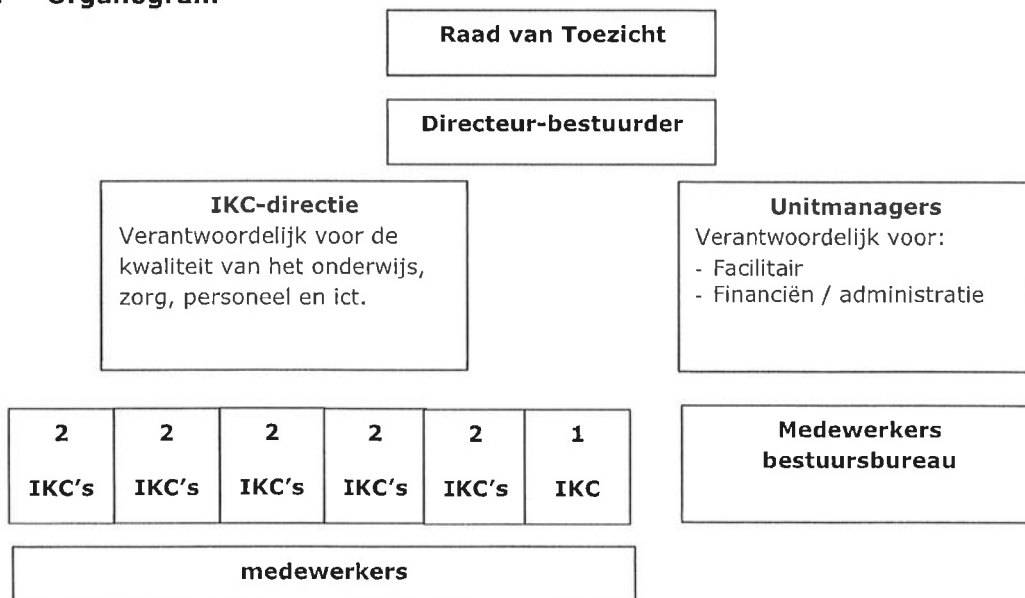 Organogram
Raad van Toezicht
Directeur-bestuurder
IKC-directie
Verantwoordelijk voor de
kwaliteit van het onderwijs,
zorg, personeel en ict.
Unitmanagers
Verantwoordelijk voor:
- Facilitair
- Financiën / administratie
2 2 2 2 2 1
IKC's IKC's IKC's IKC's IKC's IKC
Medewerkers
bestuursbureau
medewerkers